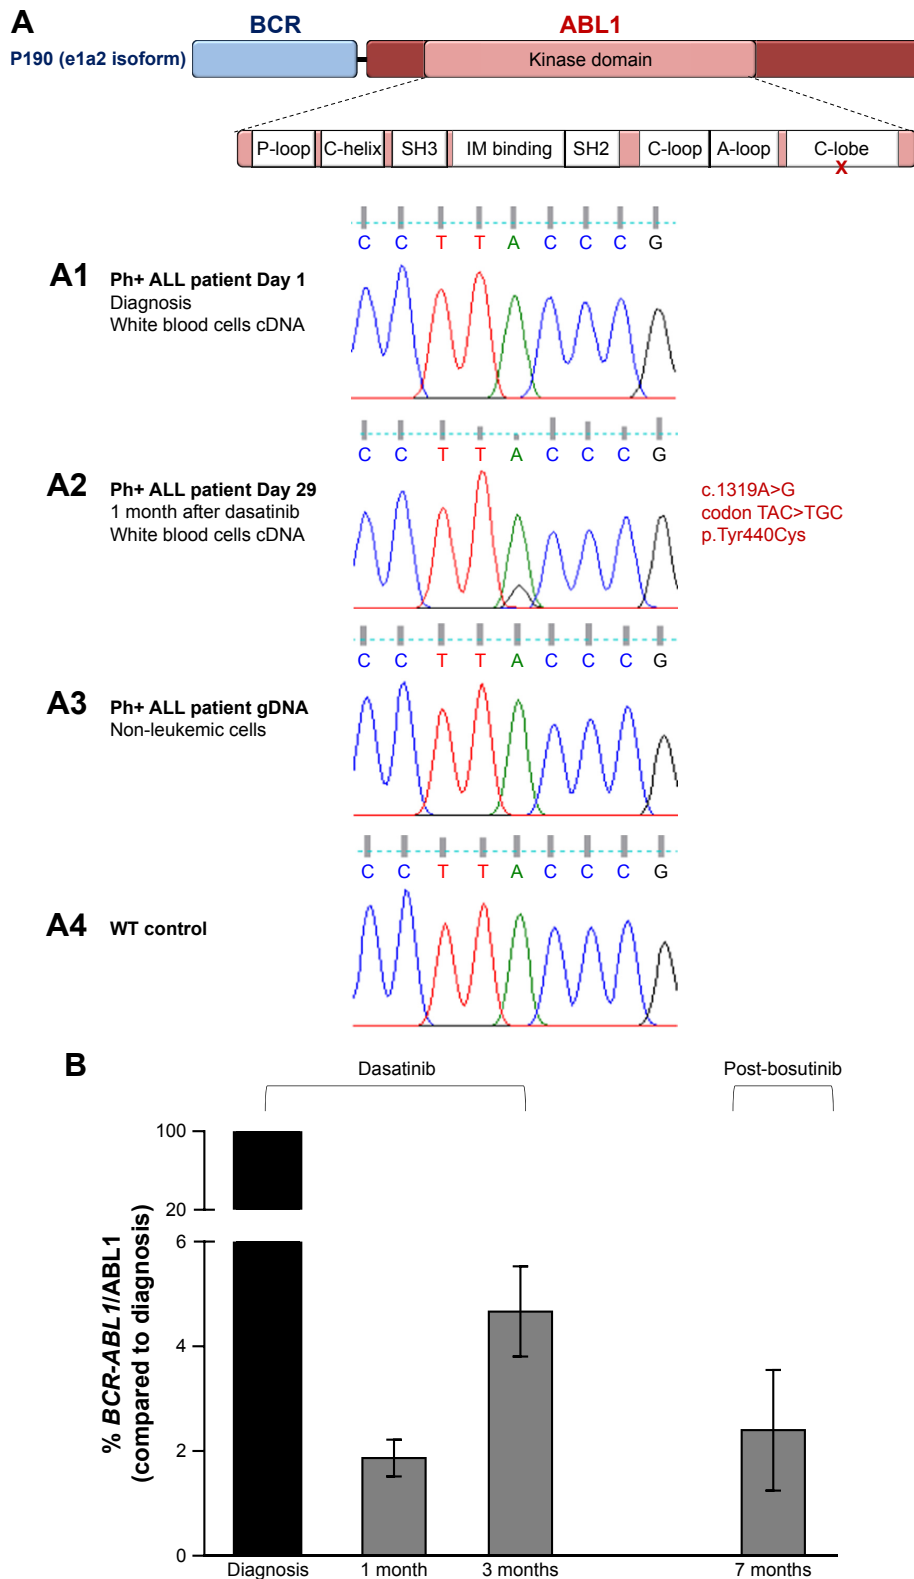 A
BCR
ABL1
P190 (e1a2 isoform)
Kinase domain
P-loop C-helix SH3 IM binding SH2 C-loop A-loop C-lobe
X
C C T T A C C C G
A1 Ph+ ALL patient Day 1
Diagnosis
White blood cells cDNA
C C T T A C C C G
A2 Ph+ ALL patient Day 29
1 month after dasatinib
White blood cells cDNA
c.1319A>G
codon TAC>TGC
p.Tyr440Cys
C C T T A C C C G
A3 Ph+ ALL patient gDNA
Non-leukemic cells
C C T T A C C C G
A4 WT control
B
Dasatinib
Post-bosutinib
% BCR-ABL1/ABL1
(compared to diagnosis)
100
20
6
4
2
0
Diagnosis 1 month 3 months 7 months